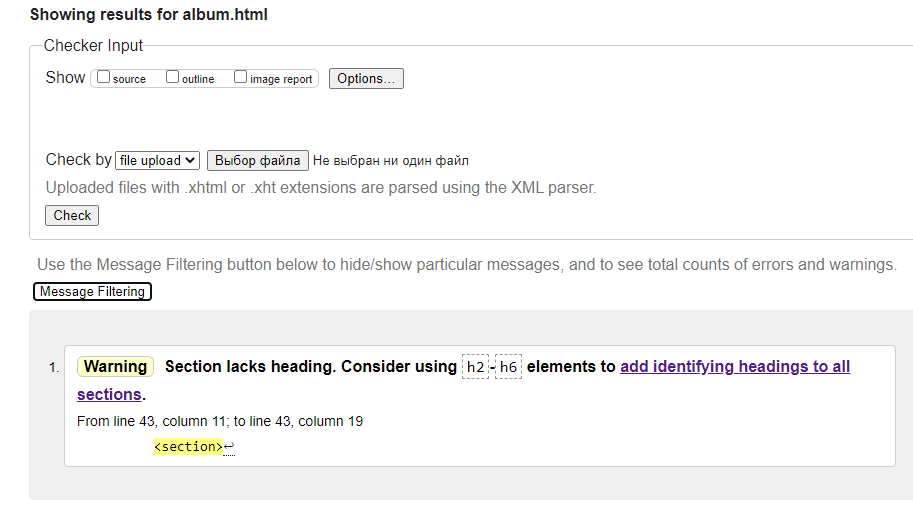 Showing results for album.html
Checker Input
Show source outline image report Options...
Check by file upload Выбор файла Не выбран ни один файл
Uploaded files with .xhtml or .xht extensions are parsed using the XML parser.
Check
Use the Message Filtering button below to hide/show particular messages, and to see total counts of errors and warnings.
Message Filtering
1. Warning Section lacks heading. Consider using h2-h6 elements to add identifying headings to all
sections.
From line 43, column 11; to line 43, column 19
<section>↩